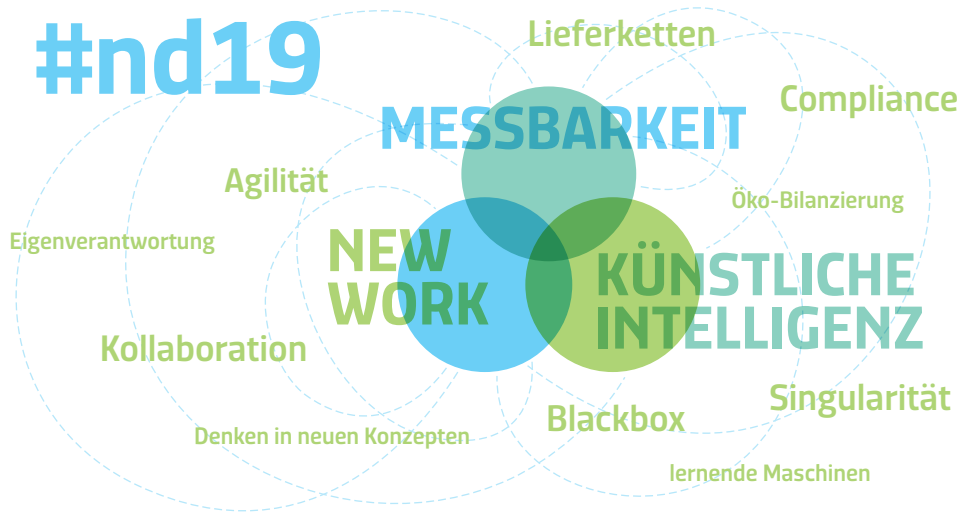 #nd19
Lieferketten
Compliance
MESSBARKEIT
Agilität
Öko-Bilanzierung
Eigenverantwortung
NEW
WORK
KÜNSTLICHE
INTELLIGENZ
Kollaboration
Singularität
Blackbox
Denken in neuen Konzepten
lernende Maschinen